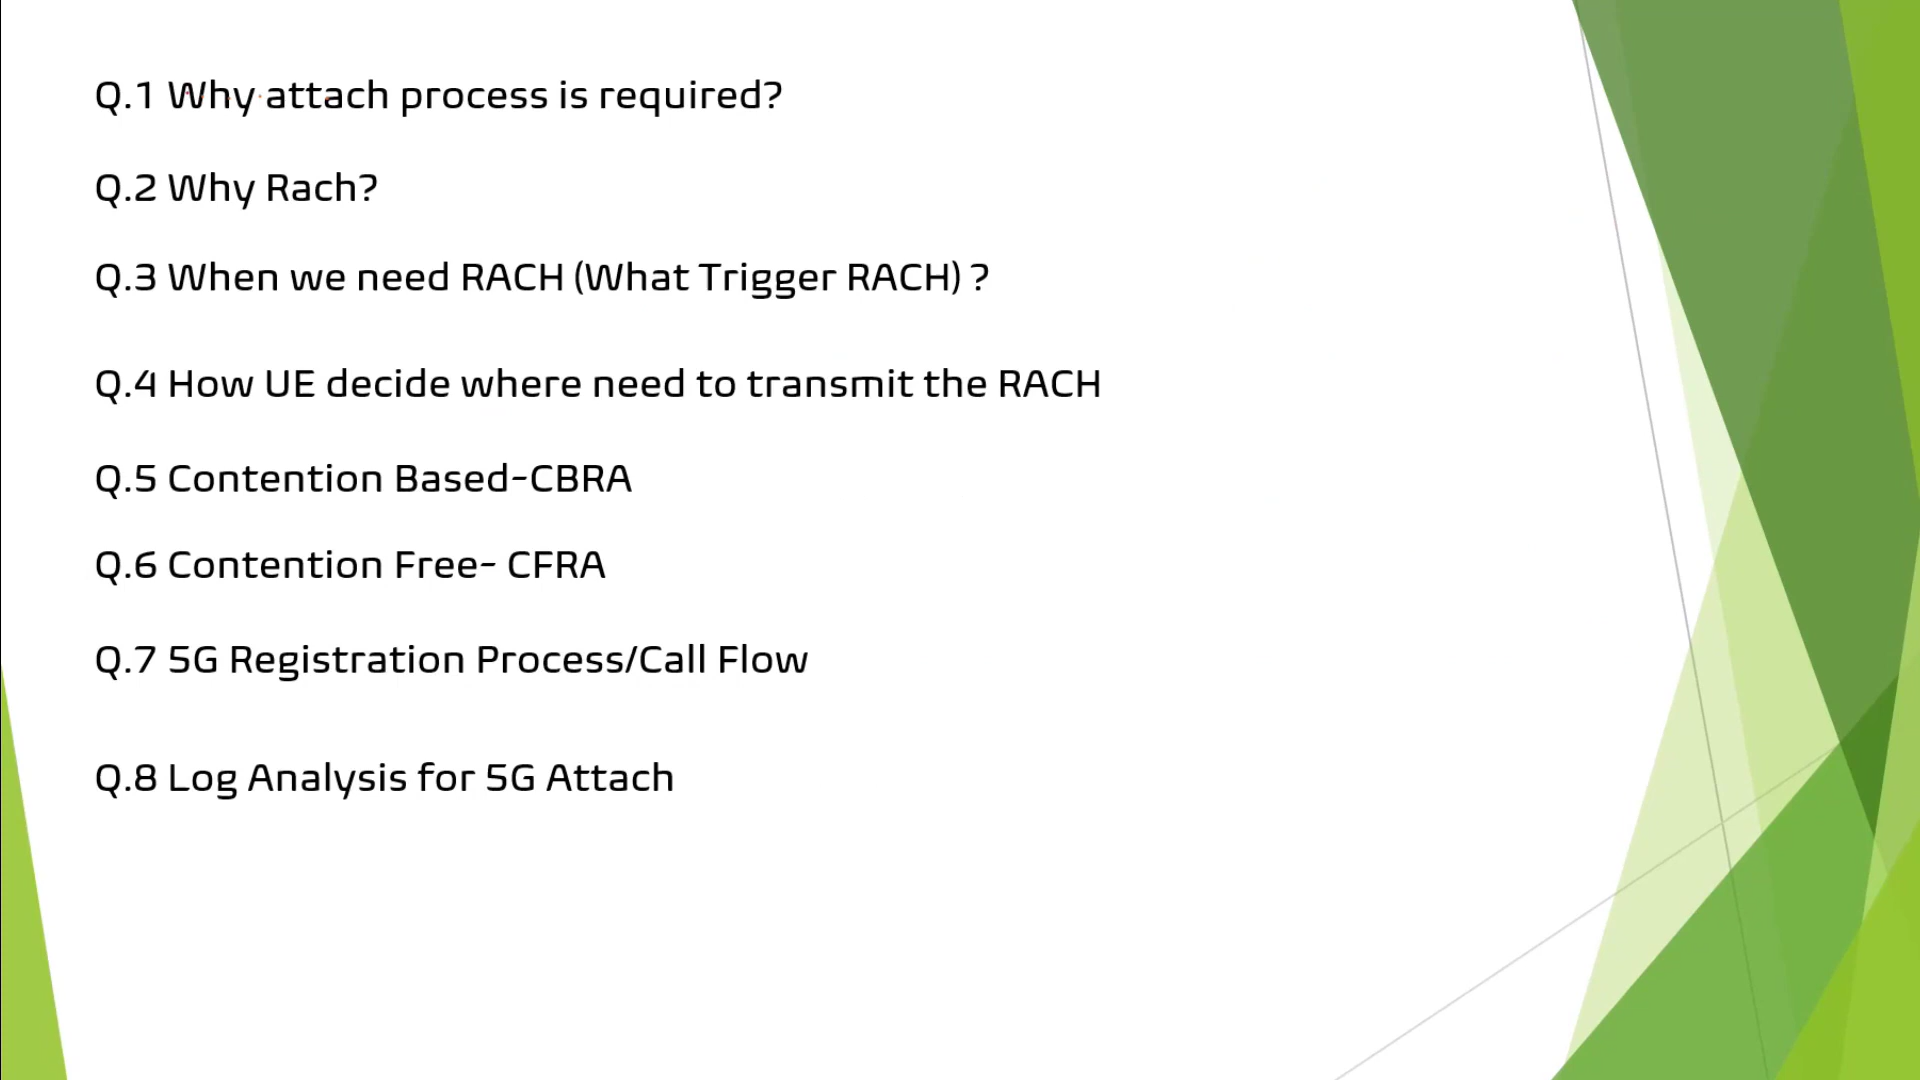 Q.1 Why attach process is required?
Q.2 Why Rach?
Q.3 When we need RACH (What Trigger RACH) ?
Q.4 How UE decide where need to transmit the RACH
Q.5 Contention Based-CBRA
Q.6 Contention Free- CFRA
Q.7 5G Registration Process/Call Flow
Q.8 Log Analysis for 5G Attach